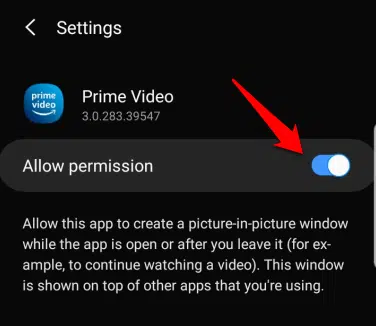 Settings
prime
video
Prime Video
3.0.283.39547
Allow permission
Allow this app to create a picture-in-picture window
while the app is open or after you leave it (for ex-
ample, to continue watching a video). This window
is shown on top of other apps that you're using.